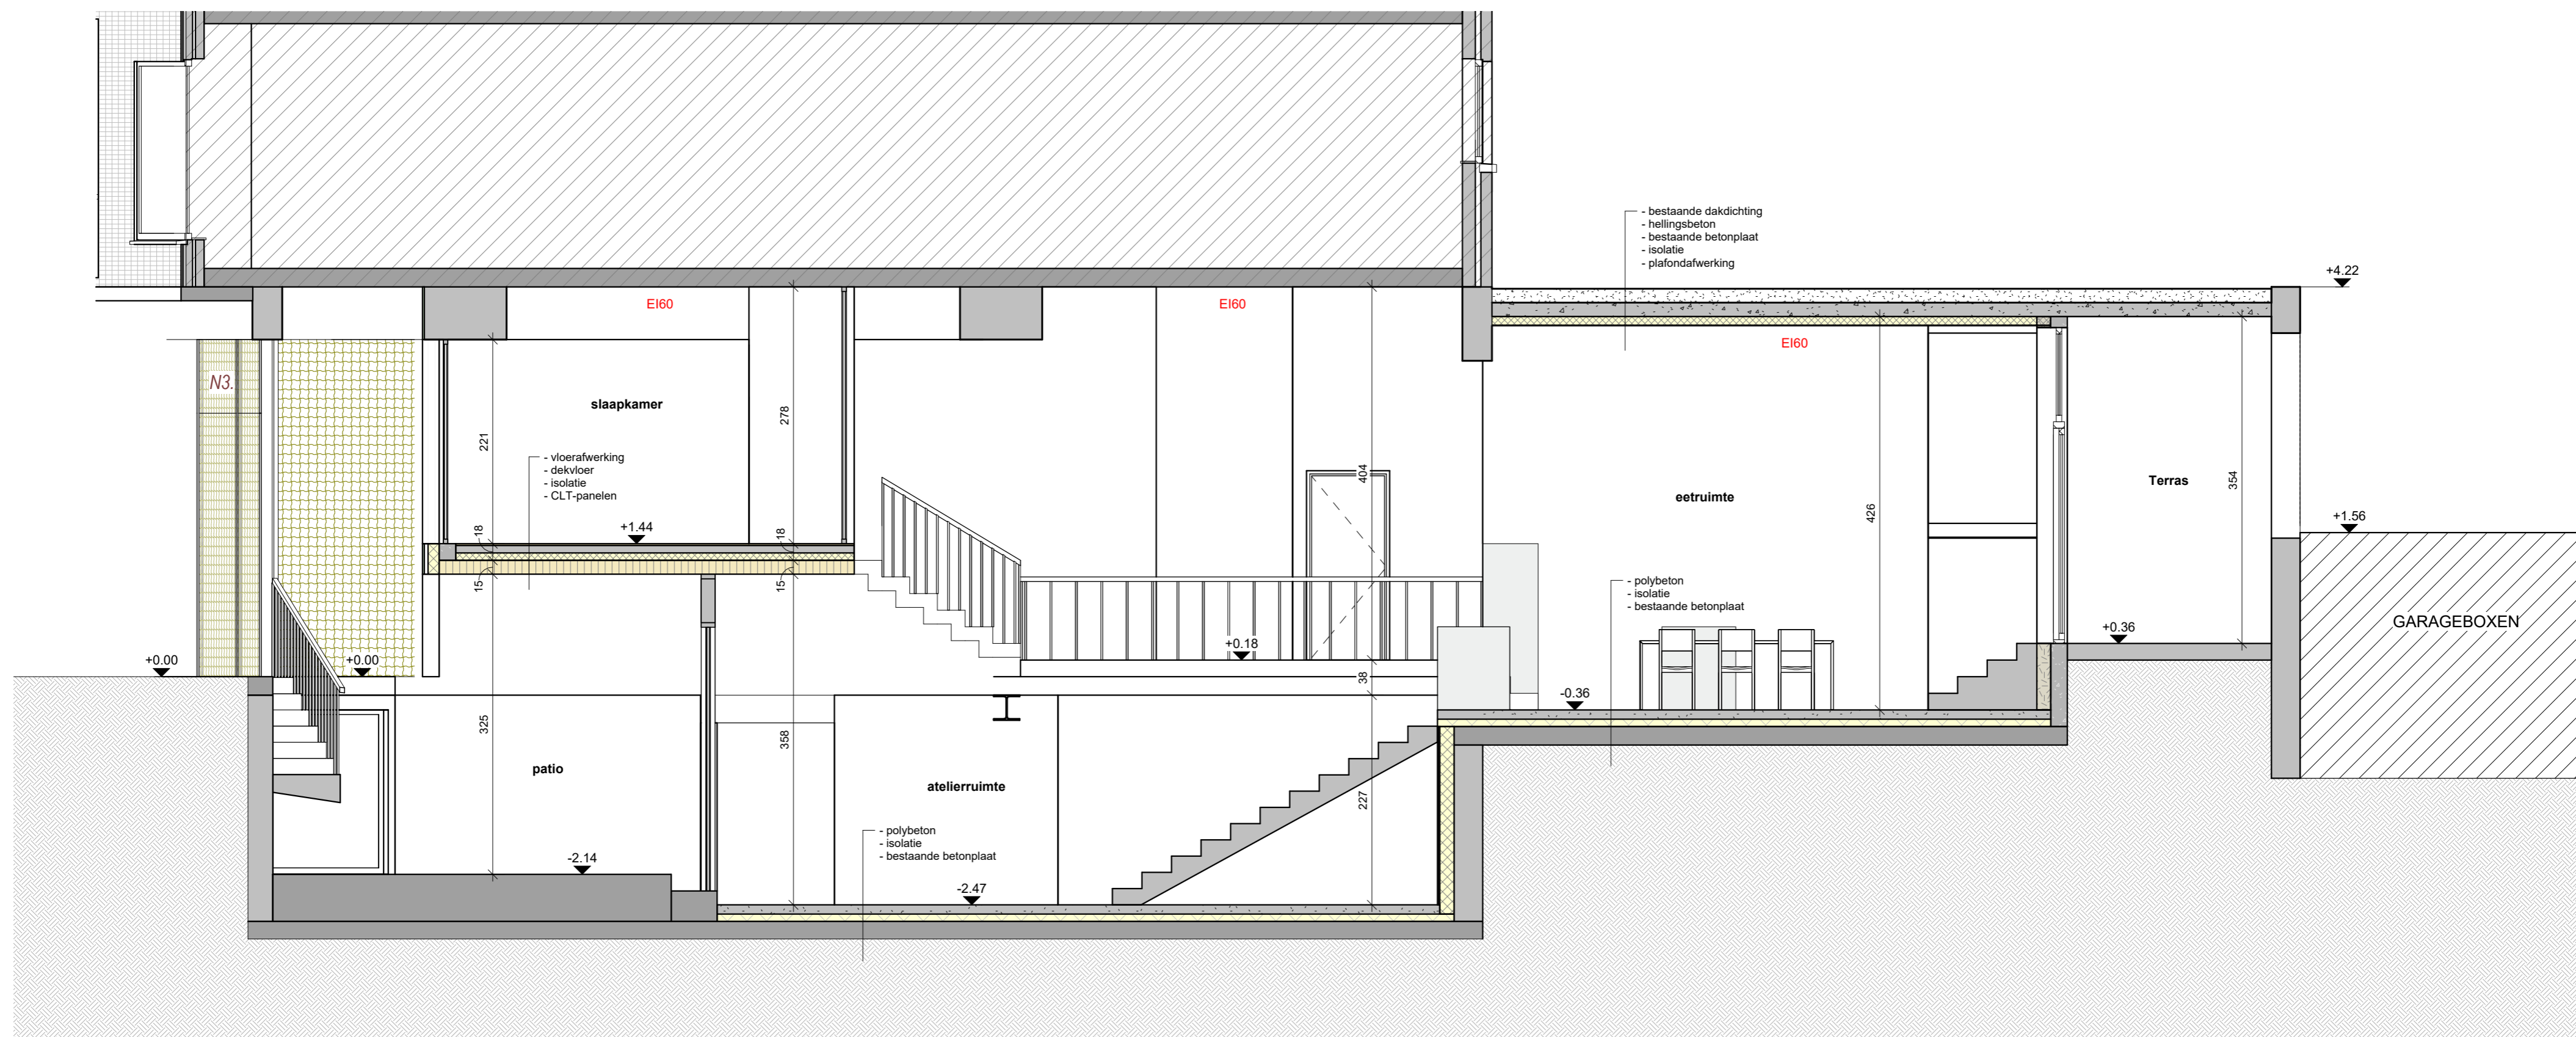 - bestaande dakdichting
- hellingsbeton
- bestaande betonplaat
- isolatie
- plafondafwerking
+4.22
EI60
EI60
EI60
N3.
slaapkamer
221
278
- vloerafwerking
- dekvloer
- isolatie
- CLT-panelen
18
+1.44
18
15
15
404
eetruimte
426
Terras
354
+1.56
- polybeton
- isolatie
- bestaande betonplaat
GARAGEBOXEN
+0.36
+0.18
+0.00
+0.00
38
-0.36
325
358
patio
atelierruimte
227
- polybeton
- isolatie
- bestaande betonplaat
-2.14
-2.47